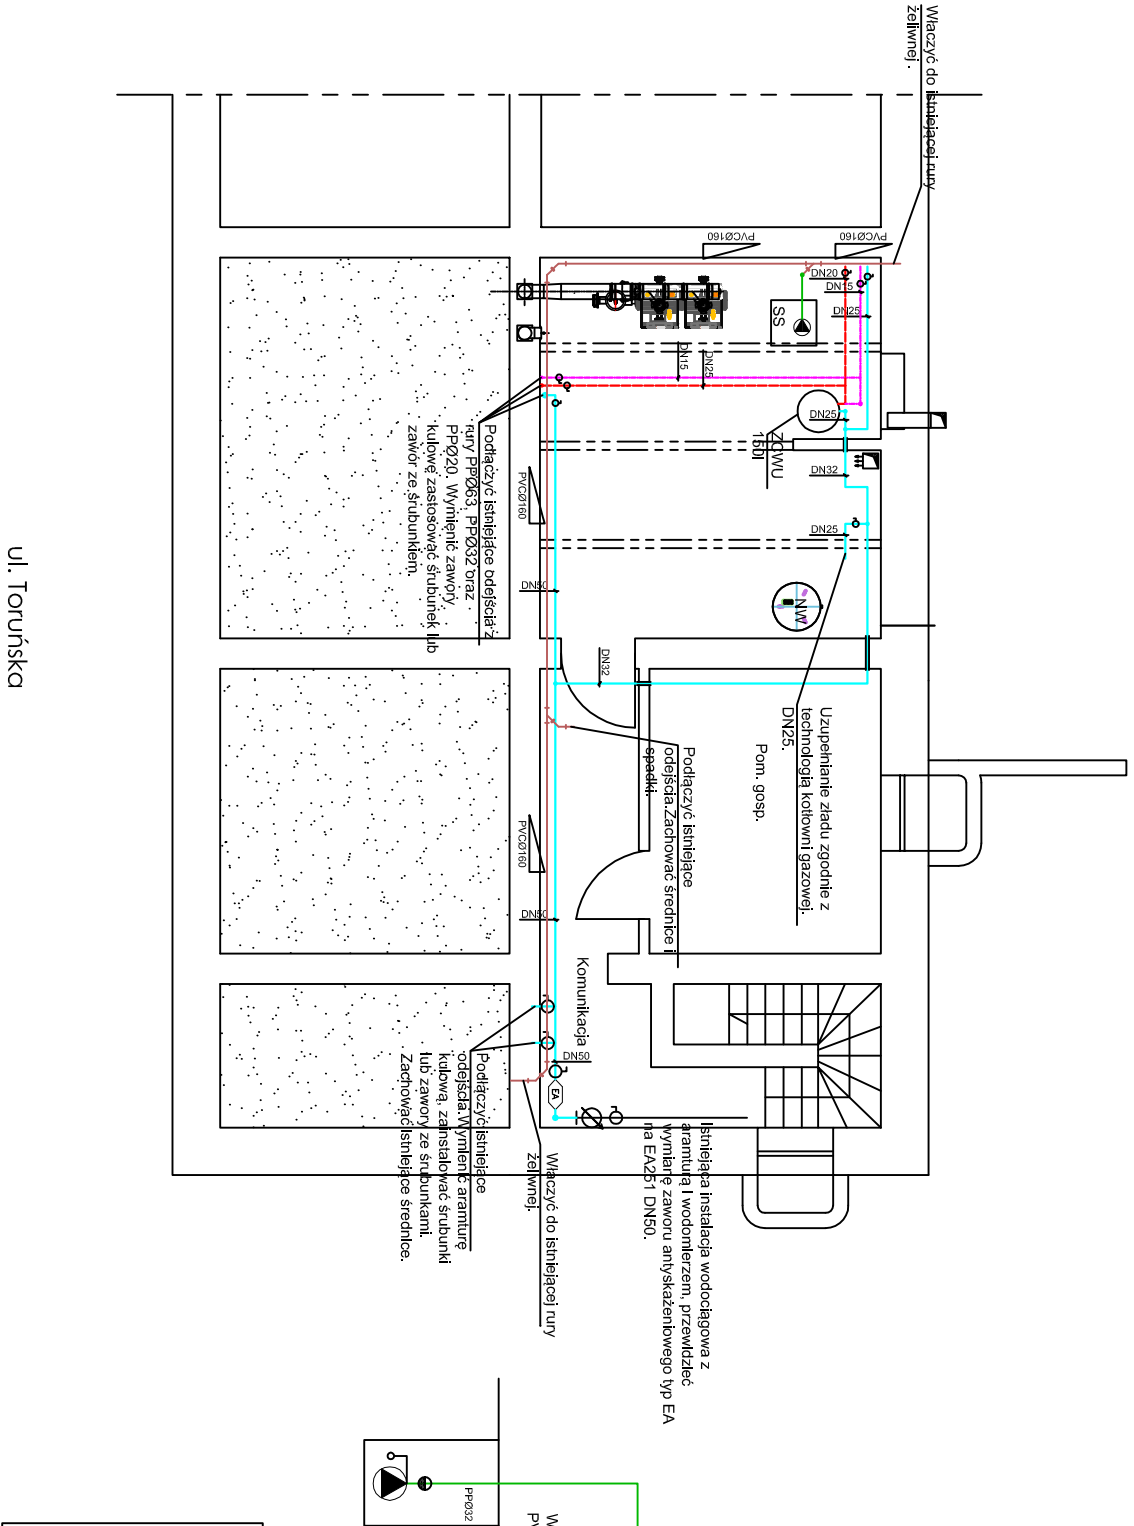 Włączyć do istniejącej rury
żeliwnej .
PVCØ160
PVCØ160
DN20
DN15
DN25
SS
DN15
DN25
DN25
ZCWU
150l
DN32
DN25
NW
Podłączyć istniejące odejścia z
rury PPØ63, PPØ32 oraz
PPØ20. Wymienić zawory
kulowe, zastosować śrubunek lub
zawór ze śrubunkiem.
PVCØ160
DN50
DN32
Uzupełnianie zładu zgodnie z
technologią kotłowni gazowej.
DN25.
Pom. gosp.
Podłączyć istniejące
odejścia.Zachować średnice i
spadki.
PVCØ160
DN50
Komunikacja
DN50
EA
Podłączyć istniejące
odejścia.Wymienić aramturę
kulową, zainstalować śrubunki
lub zawory ze śrubunkami.
Zachować istniejące średnice.
Włączyć do istniejącej rury
żeliwnej.
Istniejąca instalacja wodociągowa z
aramturą i wodomierzem, przewidzieć
wymianę zaworu antyskażeniowego typ EA
na EA251 DN50.
ul. Toruńska
PPØ32